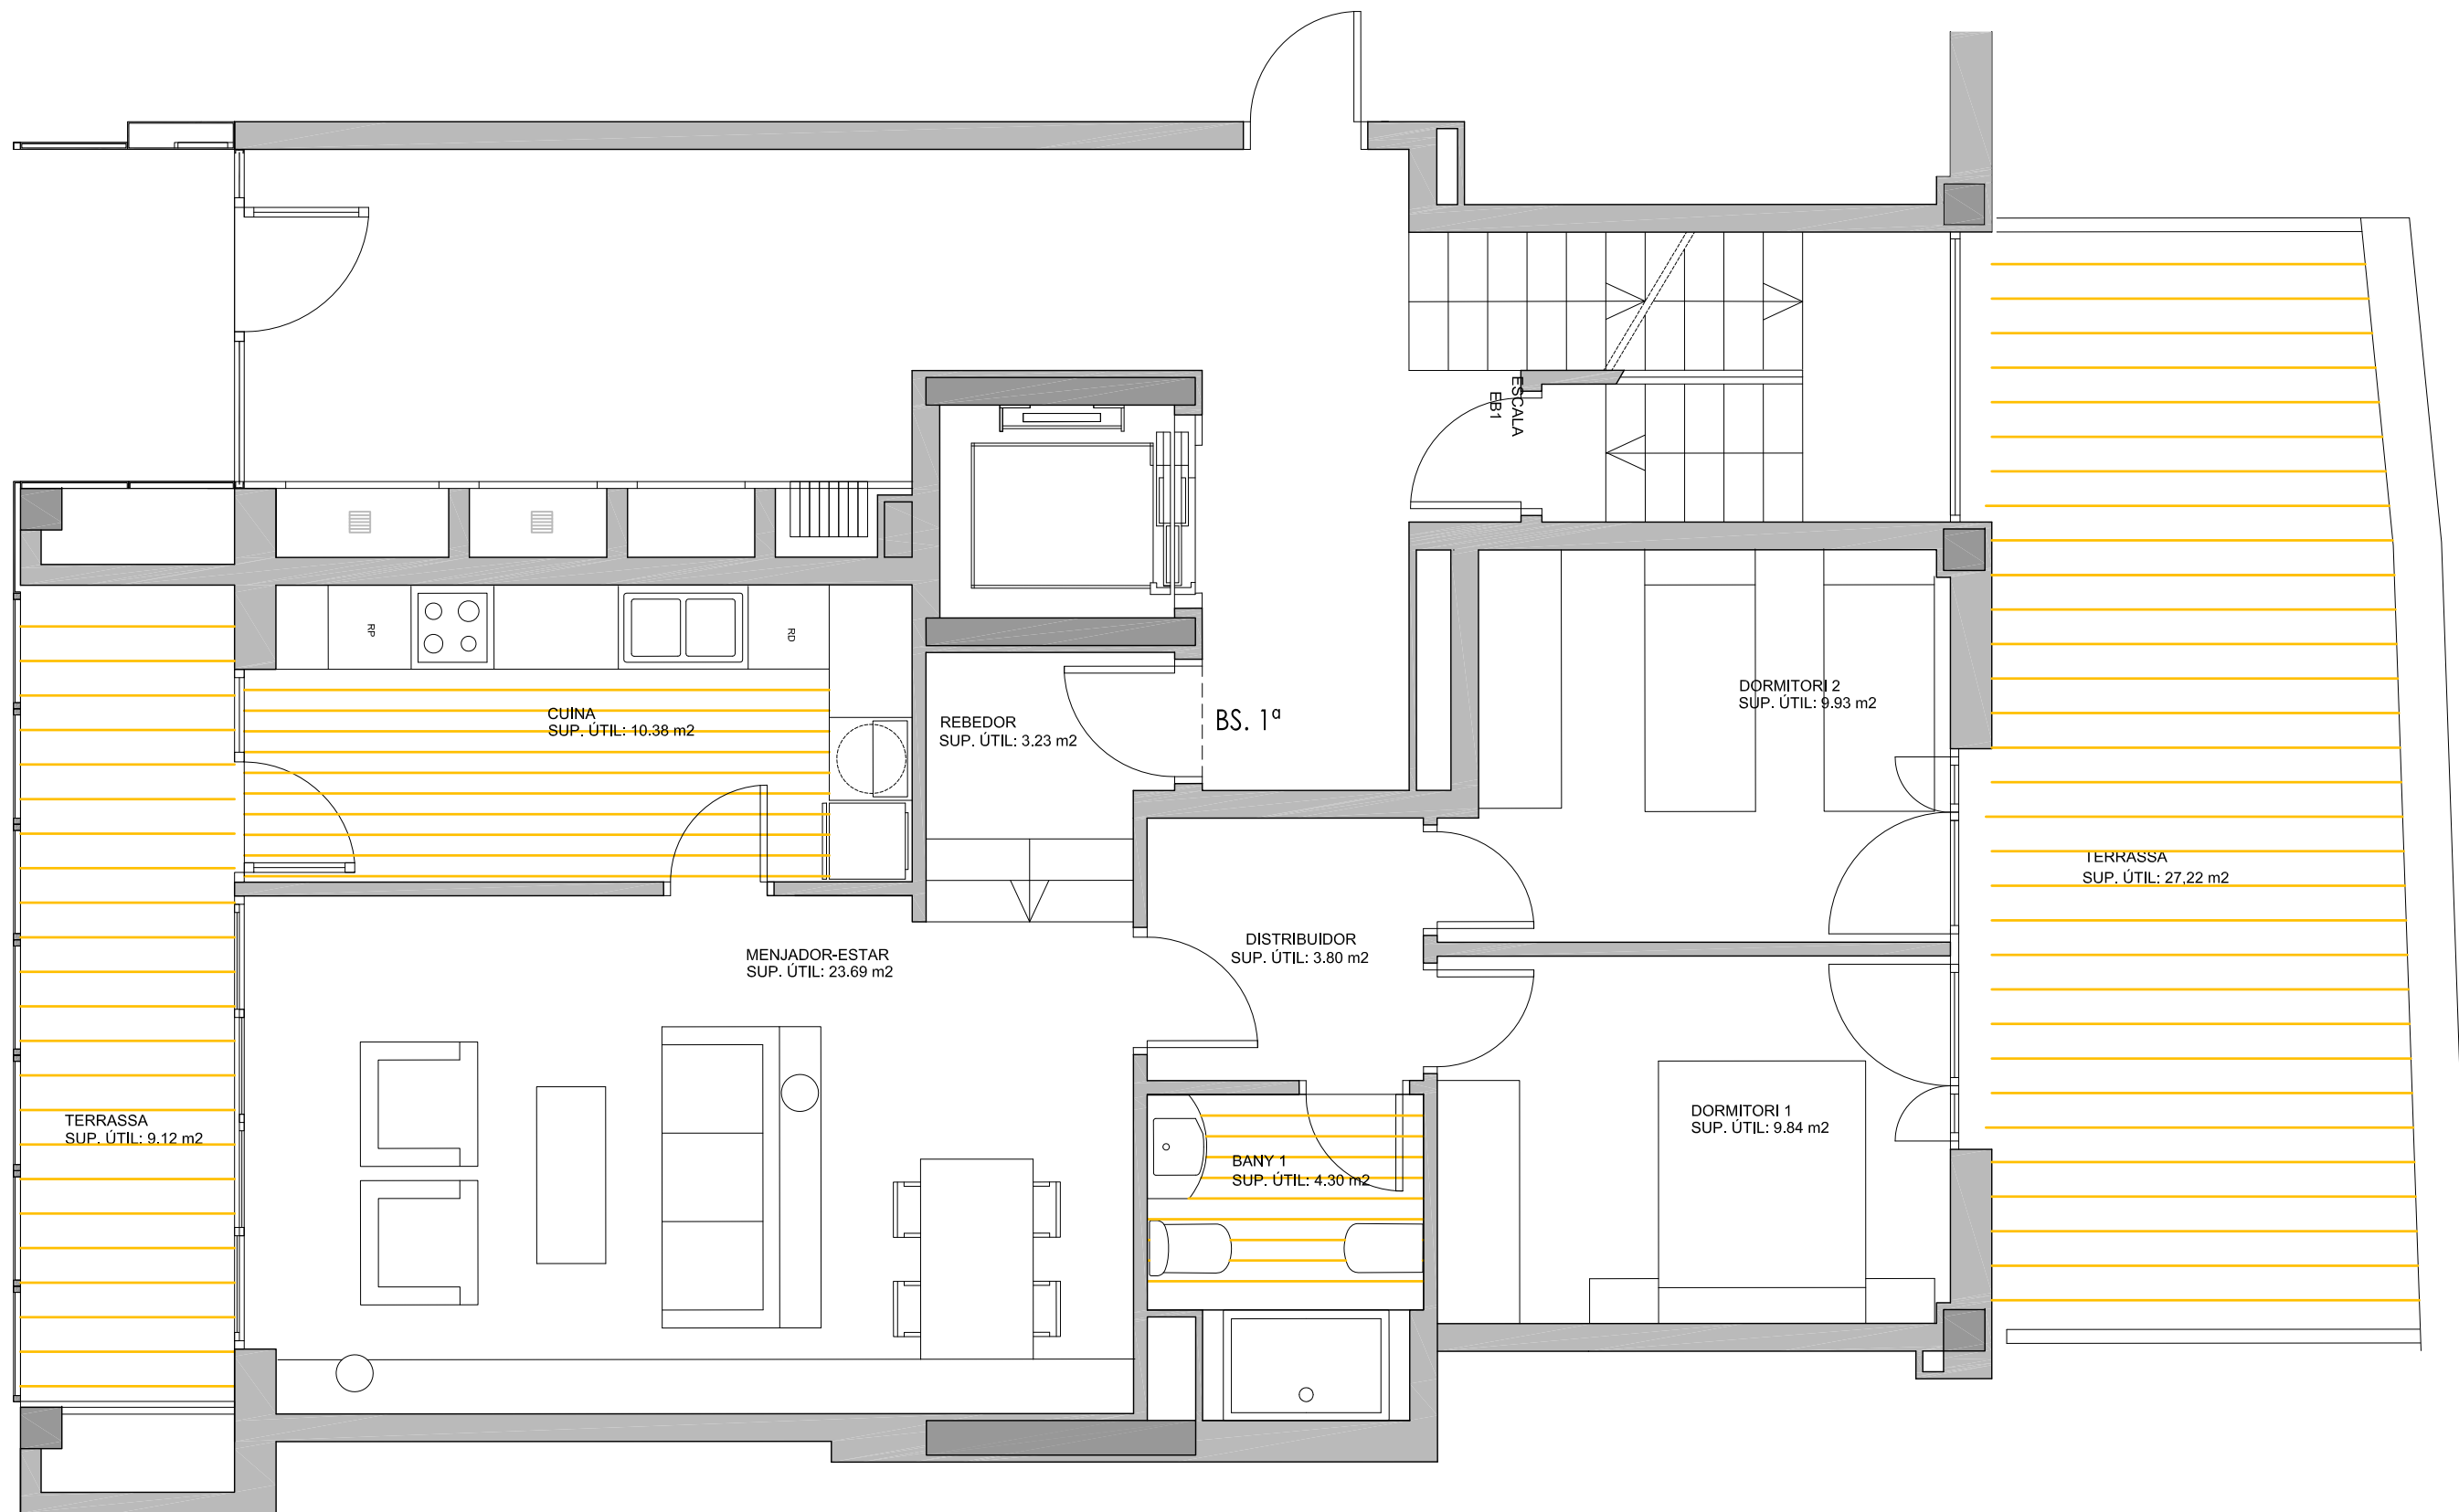 ESCALA
EB1
RP
RD
CUINA
SUP. ÚTIL: 10.38 m2
REBEDOR
SUP. ÚTIL: 3.23 m2
BS. 1ª
DORMITORI 2
SUP. ÚTIL: 9.93 m2
TERRASSA
SUP. ÚTIL: 27,22 m2
MENJADOR-ESTAR
SUP. ÚTIL: 23.69 m2
DISTRIBUIDOR
SUP. ÚTIL: 3.80 m2
TERRASSA
SUP. ÚTIL: 9.12 m2
BANY 1
SUP. ÚTIL: 4.30 m2
DORMITORI 1
SUP. ÚTIL: 9.84 m2